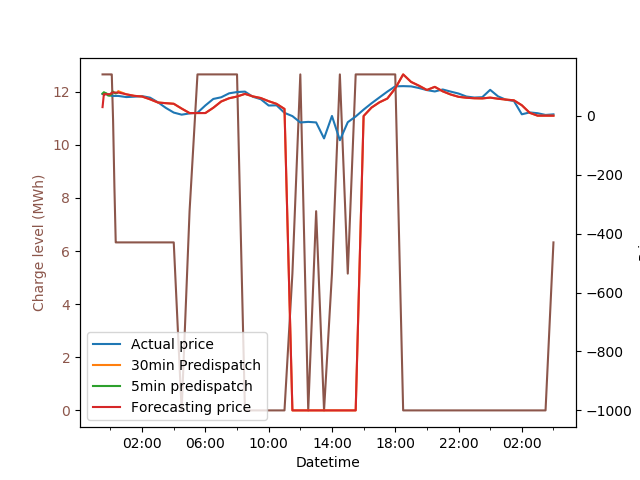 12
10
8
6
4
2
0
Charge level (MWh)
0
−200
−400
−600
−800
−1000
Actual price
30min Predispatch
5min predispatch
Forecasting price
02:00 06:00 10:00 14:00 18:00 22:00 02:00
Datetime